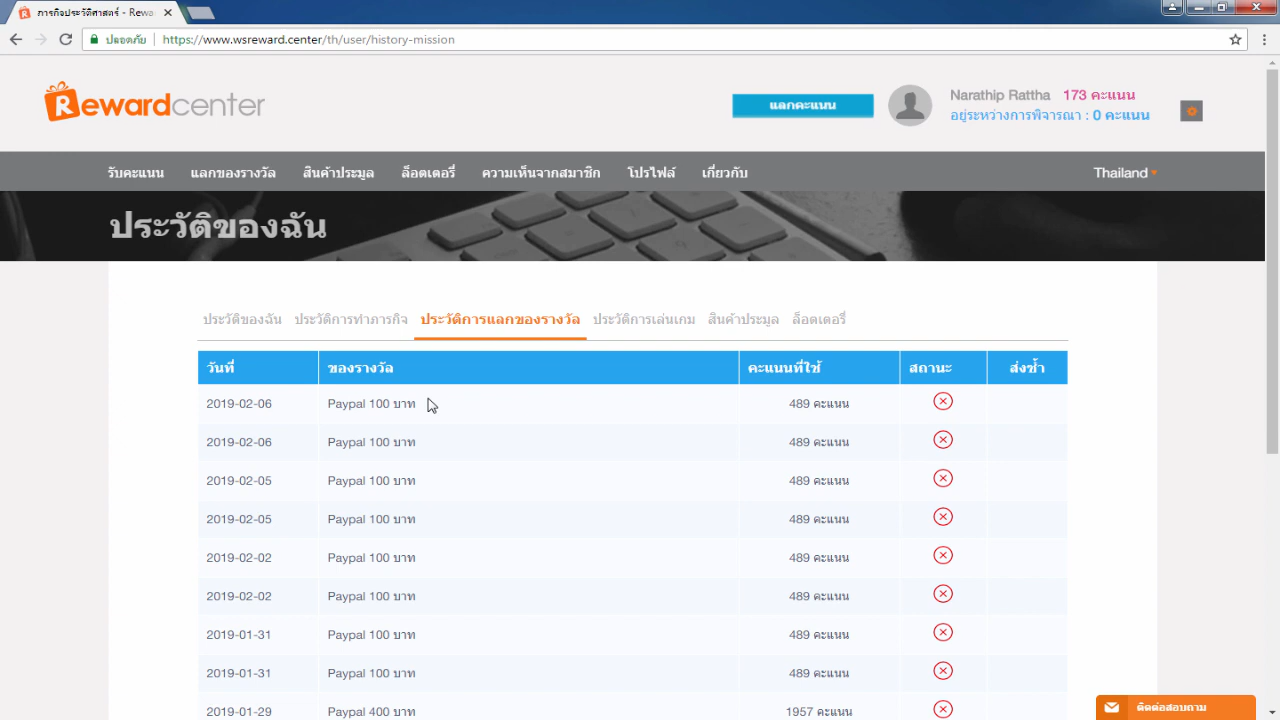 ภารกิจประวัติศาสตร์ - Rewa
ปลอดภัย https://www.wsreward.center/th/user/history-mission
Rewardcenter
แลกคะแนน
Narathip Rattha 173 คะแนน
อยู่ระหว่างการพิจารณา : 0 คะแนน
รับคะแนน แลกของรางวัล สินค้าประมูล ล็อตเตอรี่ ความเห็นจากสมาชิก โปรไฟล์ เกี่ยวกับ Thailand
ประวัติของฉัน
ประวัติของฉัน ประวัติการทำภารกิจ ประวัติการแลกของรางวัล ประวัติการเล่นเกม สินค้าประมูล ล็อตเตอรี่
วันที่ ของรางวัล คะแนนที่ใช้ สถานะ ส่งซ้ำ
2019-02-06 Paypal 100 บาท 489 คะแนน
2019-02-06 Paypal 100 บาท 489 คะแนน
2019-02-05 Paypal 100 บาท 489 คะแนน
2019-02-05 Paypal 100 บาท 489 คะแนน
2019-02-02 Paypal 100 บาท 489 คะแนน
2019-02-02 Paypal 100 บาท 489 คะแนน
2019-01-31 Paypal 100 บาท 489 คะแนน
2019-01-31 Paypal 100 บาท 489 คะแนน
2019-01-29 Paypal 400 บาท 1957 คะแนน
ติดต่อสอบถาม